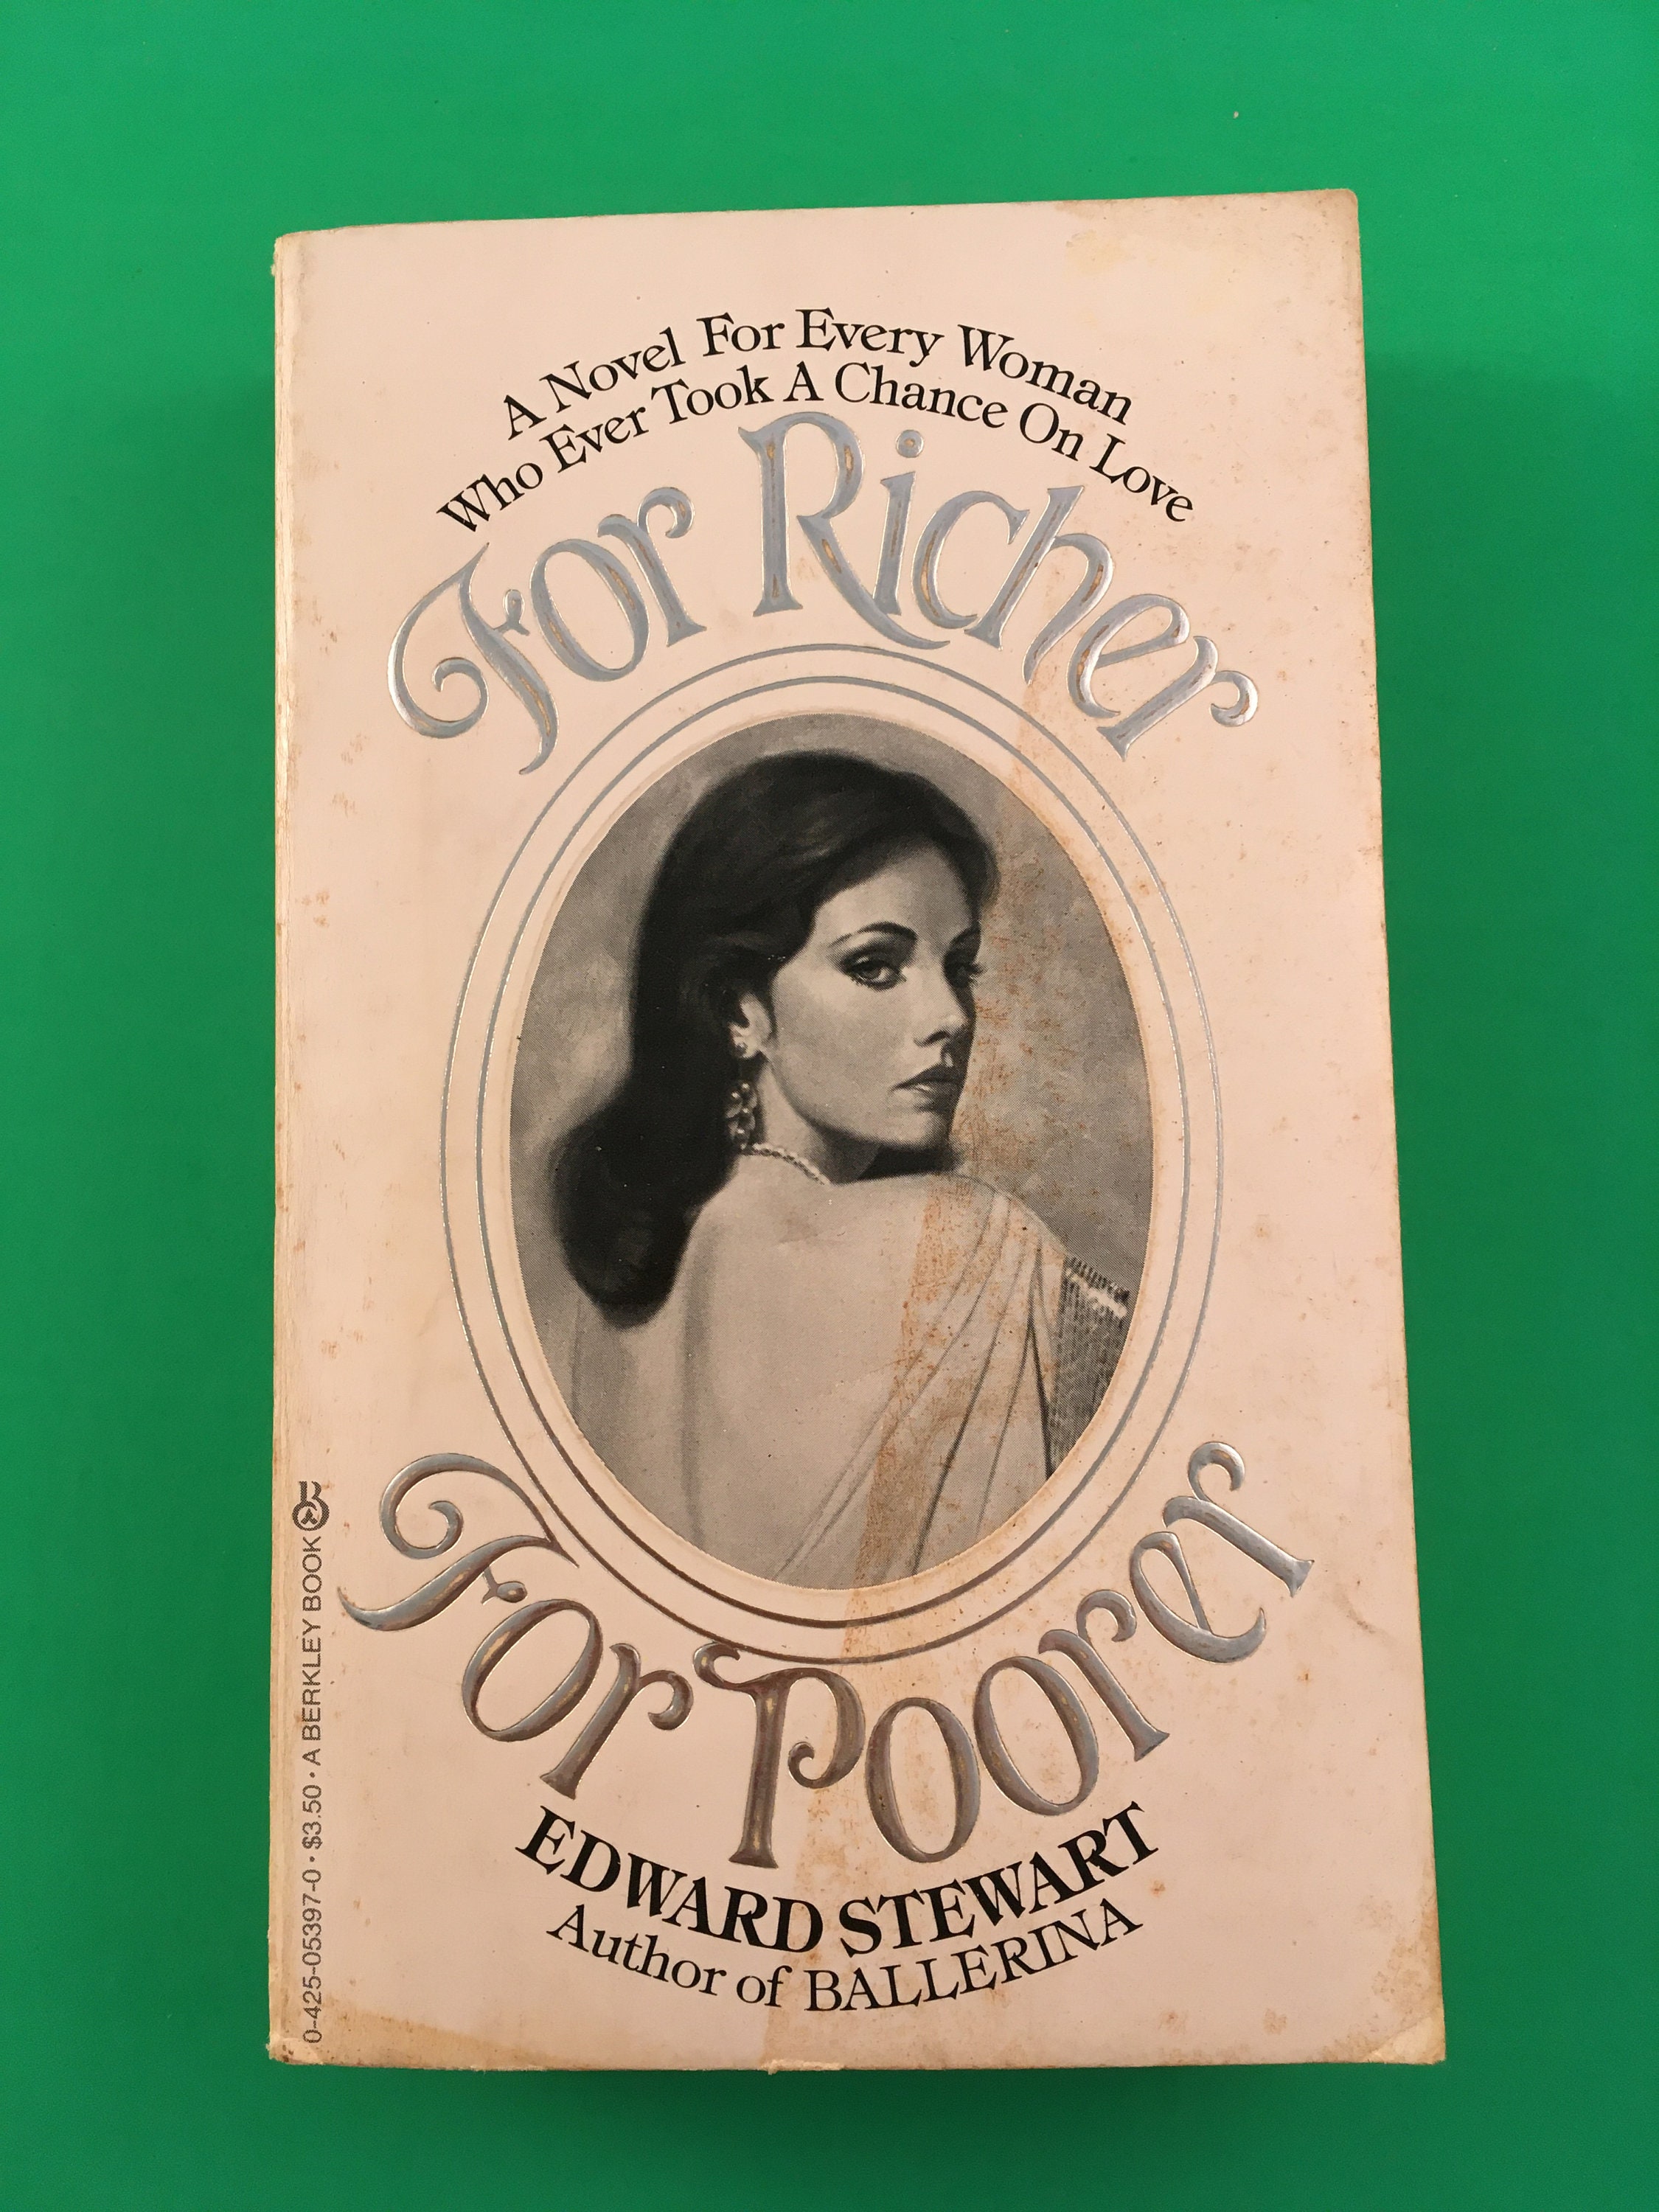 A Novel For Every Woman
Who Ever Took A Chance On Love
For Richer
For Poorer
EDWARD STEWART
Author of BALLERINA
0-425-05397-0 • $3.50 • A BERKLEY BOOK